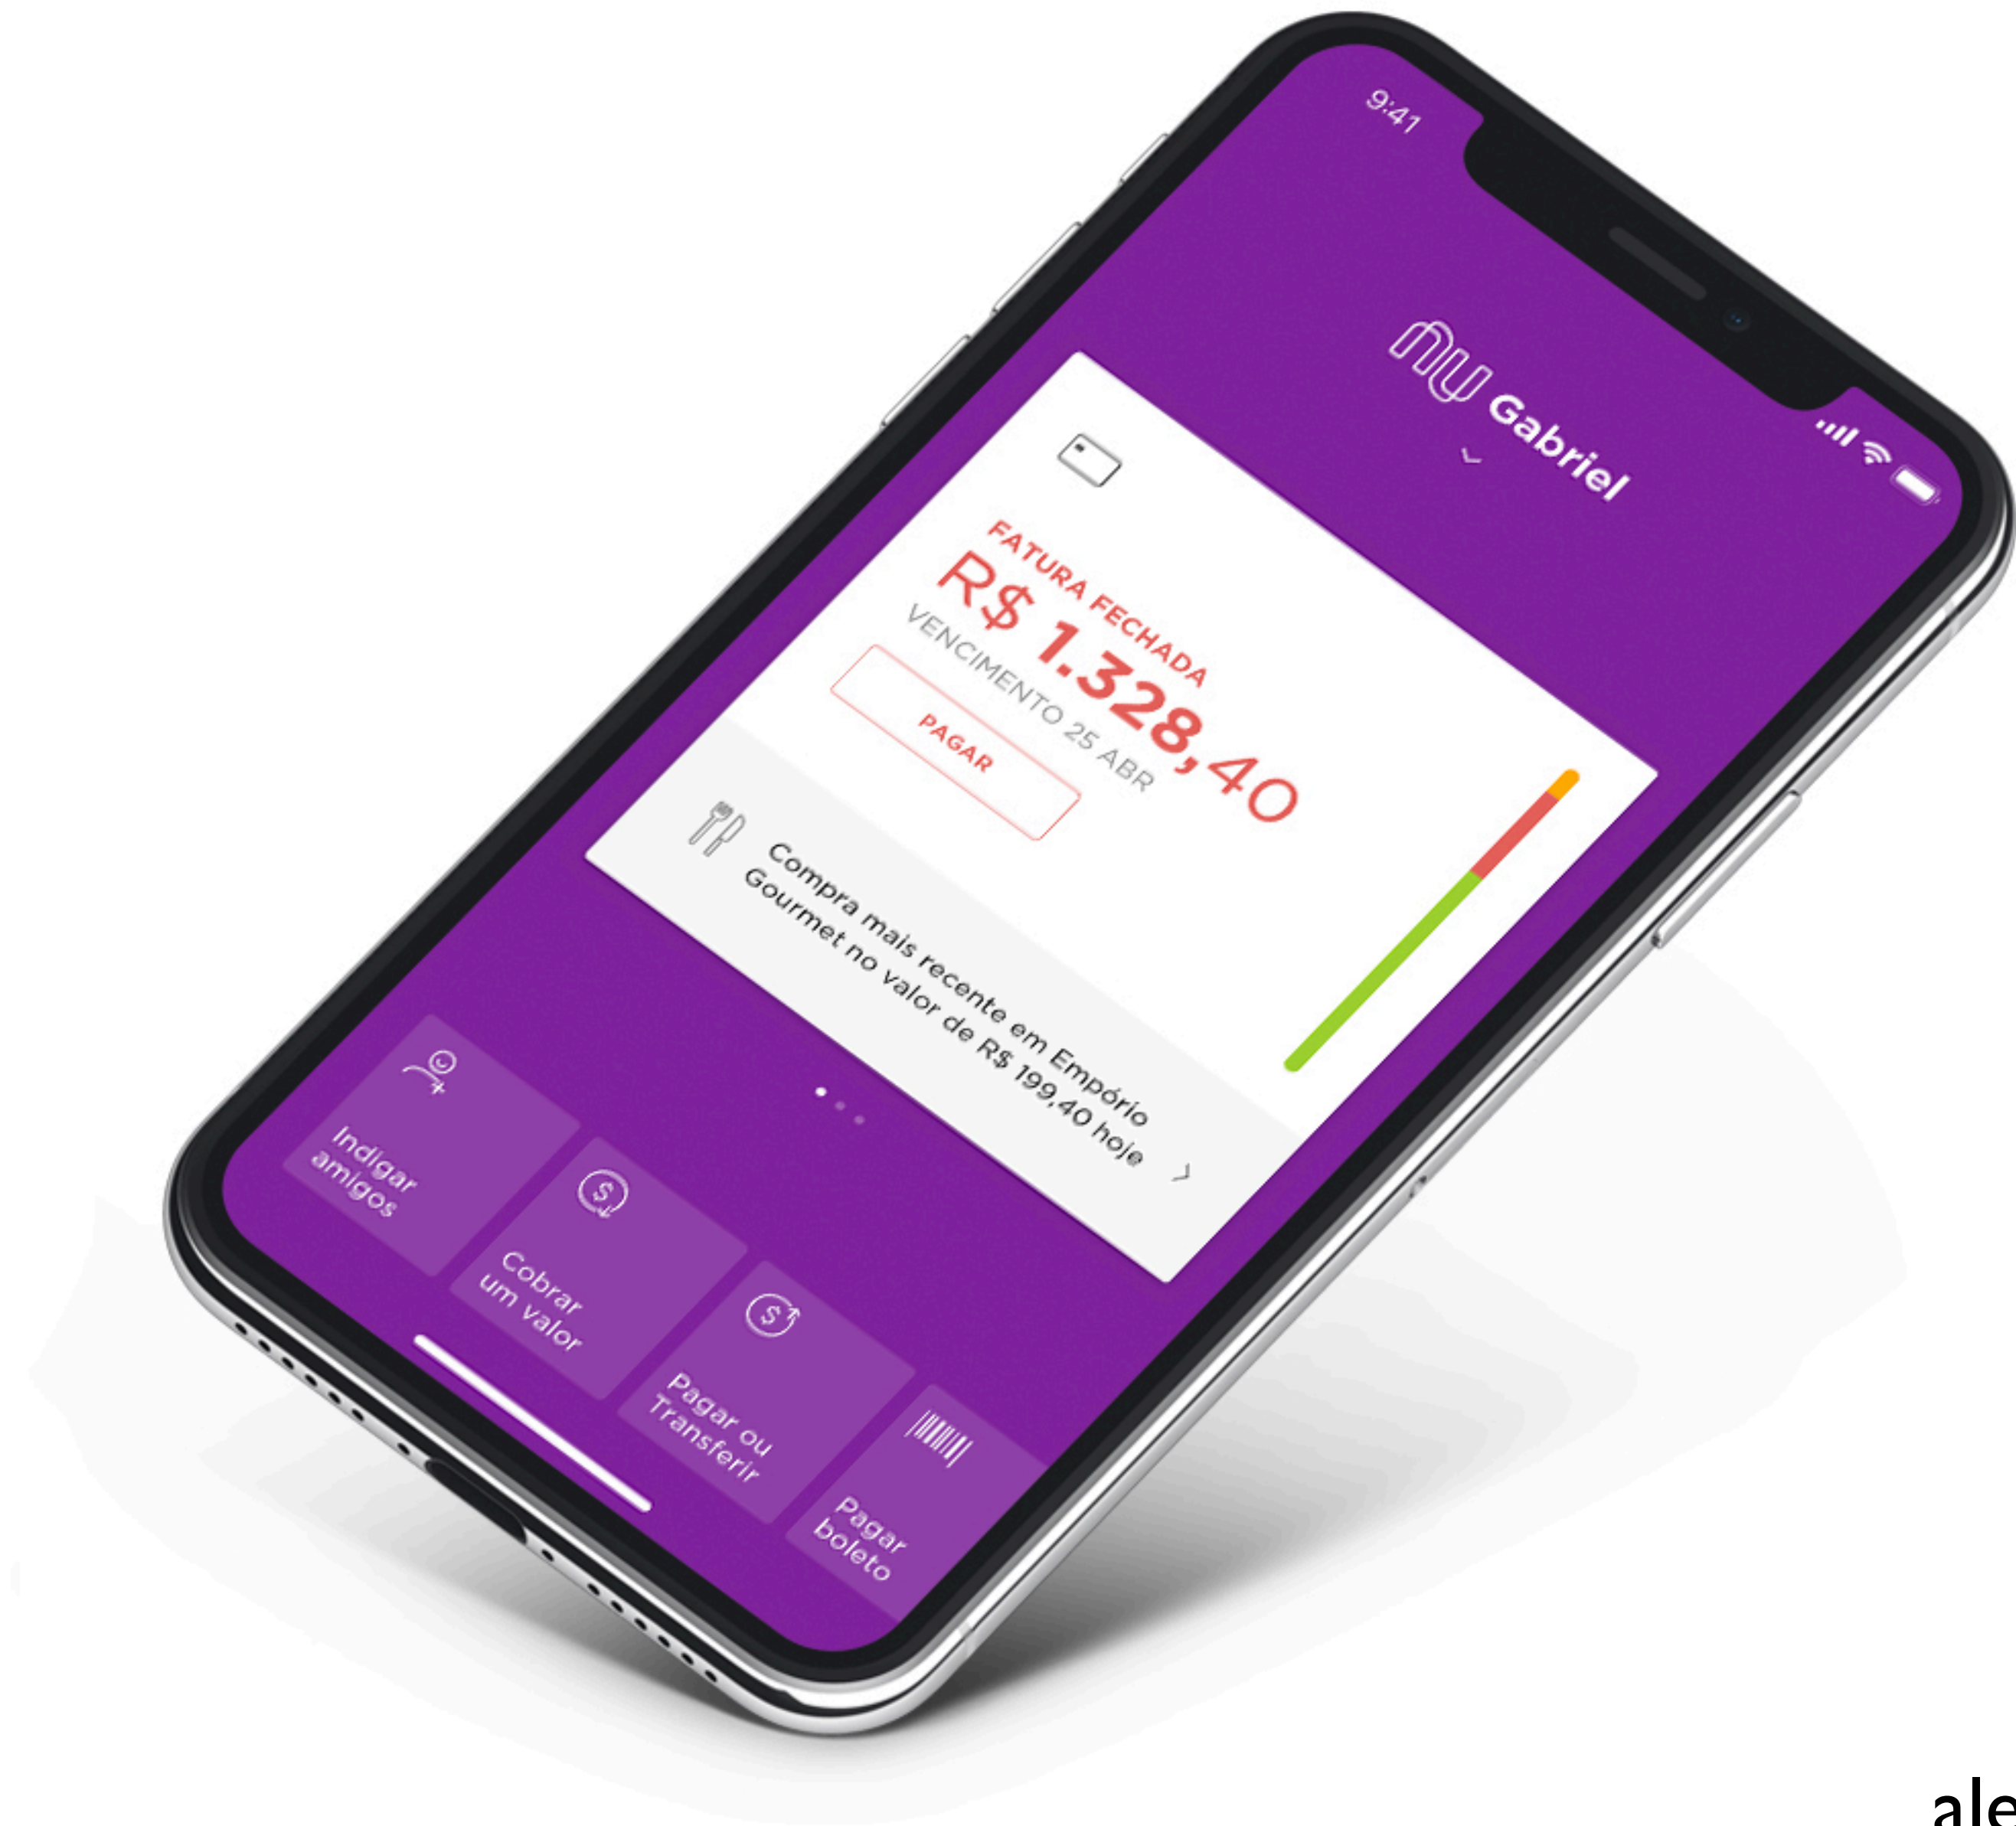 9:41
nu Gabriel
FATURA FECHADA
R$ 1.328,40
VENCIMENTO 25 ABR
PAGAR
Compra mais recente em Empório
Gourmet no valor de R$ 199,40 hoje
Indigar
amigos
Cobrar
um valor
Pagar ou
Transferir
Pagar
boleto